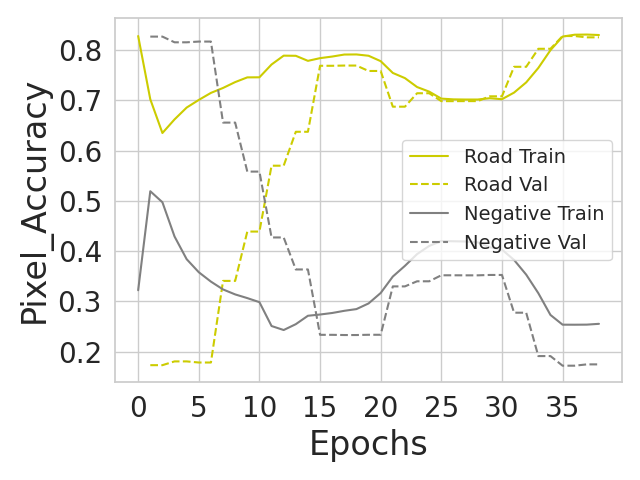 Pixel_Accuracy
0.8
0.7
0.6
0.5
0.4
0.3
0.2
Road Train
Road Val
Negative Train
Negative Val
0 5 10 15 20 25 30 35
Epochs